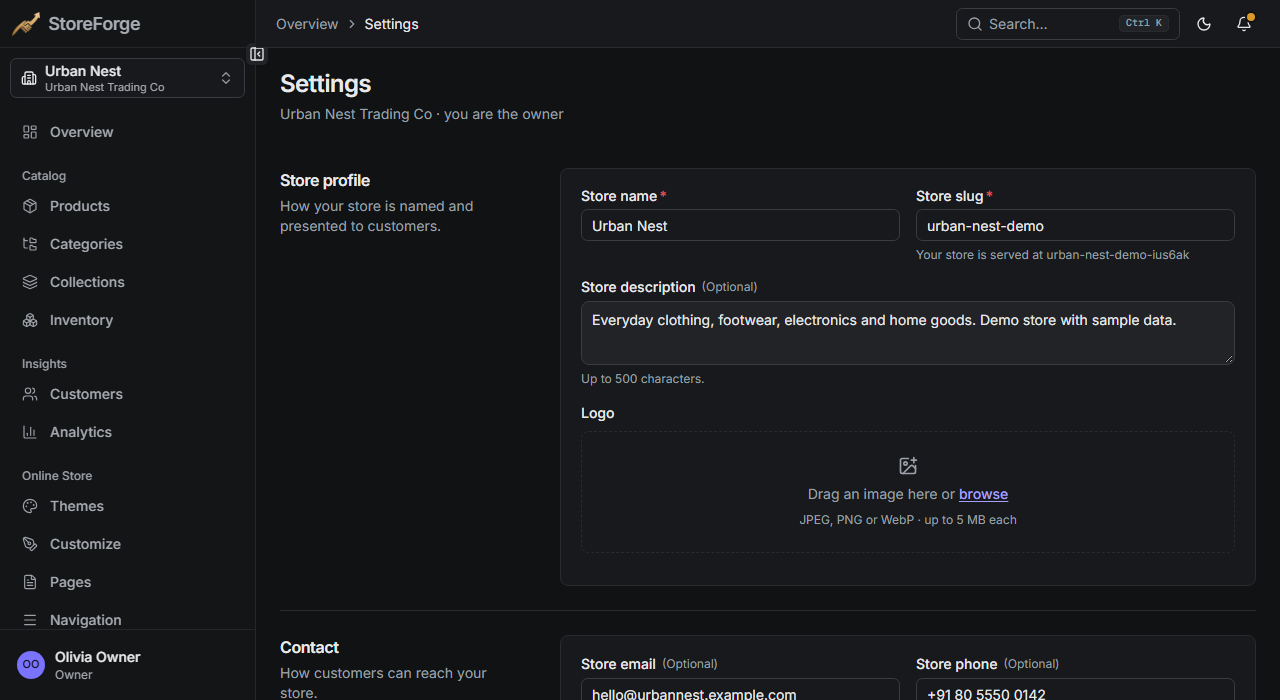 StoreForge
Overview > Settings
Search...
Ctrl K
Urban Nest
Urban Nest Trading Co
Overview
Catalog
Products
Categories
Collections
Inventory
Insights
Customers
Analytics
Online Store
Themes
Customize
Pages
Navigation
OO
Olivia Owner
Owner
Settings
Urban Nest Trading Co · you are the owner
Store profile
How your store is named and
presented to customers.
Store name *
Urban Nest
Store slug *
urban-nest-demo
Your store is served at urban-nest-demo-ius6ak
Store description (Optional)
Everyday clothing, footwear, electronics and home goods. Demo store with sample data.
Up to 500 characters.
Logo
Drag an image here or browse
JPEG, PNG or WebP · up to 5 MB each
Contact
How customers can reach your
store.
Store email (Optional)
hello@urbannest.example.com
Store phone (Optional)
+91 80 5550 0142